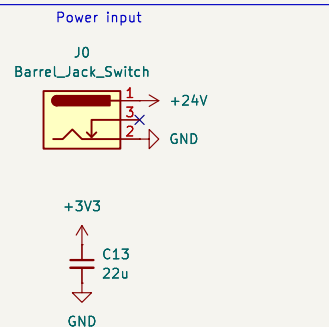 Power input
J0
Barrel_Jack_Switch
1
+24V
3
2
GND
+3V3
C13
22u
GND